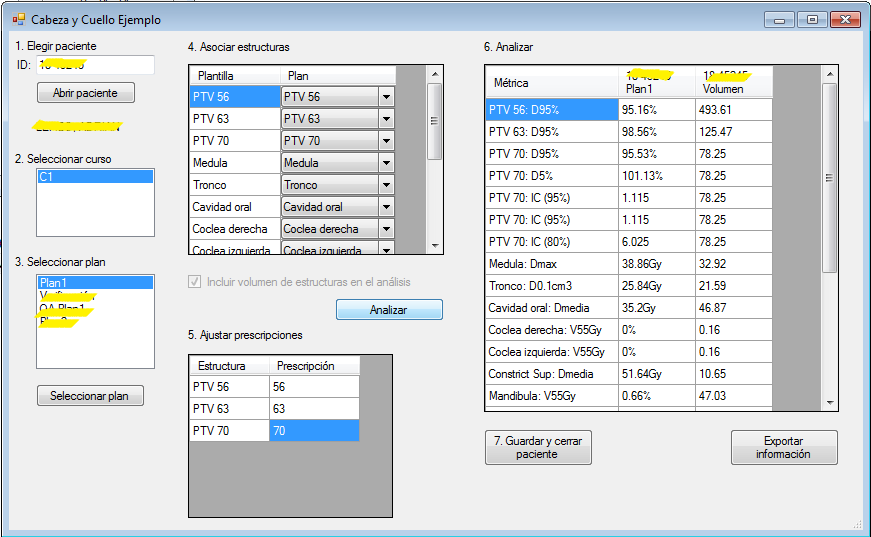 Cabeza y Cuello Ejemplo
1. Elegir paciente
ID:
Abrir paciente
2. Seleccionar curso
C1
3. Seleccionar plan
Plan1
Seleccionar plan
4. Asociar estructuras
Plantilla Plan
PTV 56 PTV 56
PTV 63 PTV 63
PTV 70 PTV 70
Medula Medula
Tronco Tronco
Cavidad oral Cavidad oral
Coclea derecha Coclea derecha
Coclea izquierda Coclea izquierda
Incluir volumen de estructuras en el análisis
Analizar
5. Ajustar prescripciones
Estructura Prescripción
PTV 56 56
PTV 63 63
PTV 70 70
6. Analizar
Métrica Plan1 Volumen
PTV 56: D95% 95.16% 493.61
PTV 63: D95% 98.56% 125.47
PTV 70: D95% 95.53% 78.25
PTV 70: D5% 101.13% 78.25
PTV 70: IC (95%) 1.115 78.25
PTV 70: IC (95%) 1.115 78.25
PTV 70: IC (80%) 6.025 78.25
Medula: Dmax 38.86Gy 32.92
Tronco: D0.1cm3 25.84Gy 21.59
Cavidad oral: Dmedia 35.2Gy 46.87
Coclea derecha: V55Gy 0% 0.16
Coclea izquierda: V55Gy 0% 0.16
Constrict Sup: Dmedia 51.64Gy 10.65
Mandibula: V55Gy 0.66% 47.03
7. Guardar y cerrar
paciente
Exportar
información